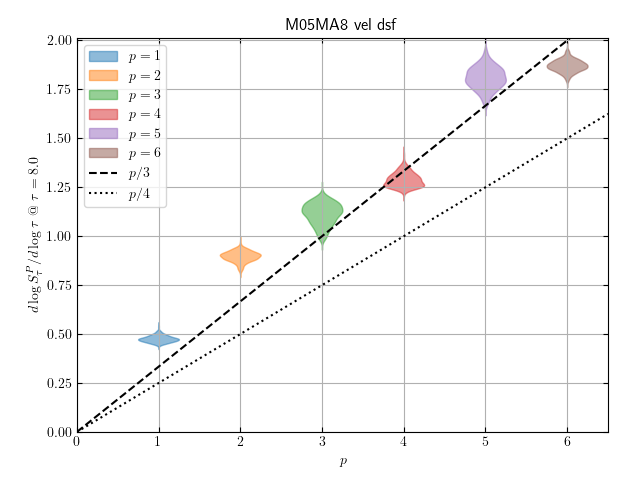 M05MA8 vel dsf
2.00
1.75
1.50
1.25
1.00
0.75
0.50
0.25
0.00
d log S_τ^P / d log τ @ τ = 8.0
p = 1
p = 2
p = 3
p = 4
p = 5
p = 6
p/3
p/4
0 1 2 3 4 5 6
p